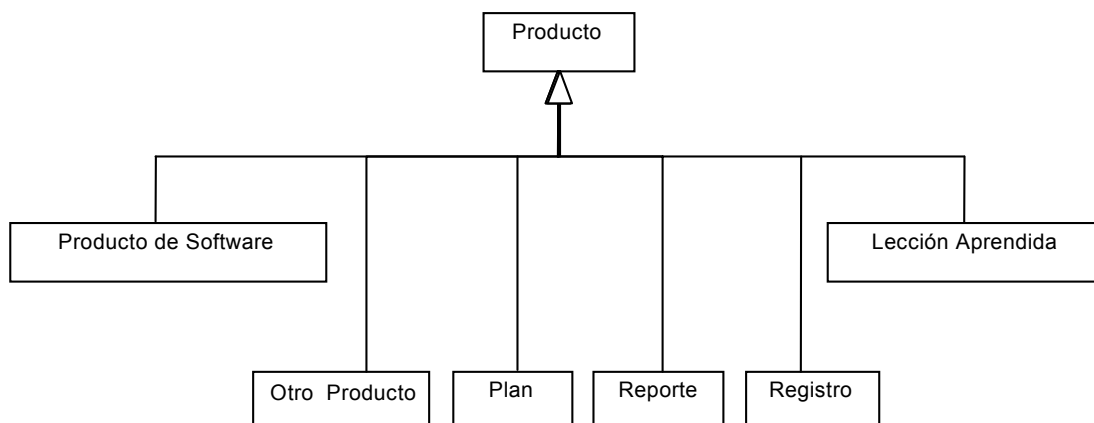 Producto
Producto de Software
Lección Aprendida
Otro Producto
Plan
Reporte
Registro